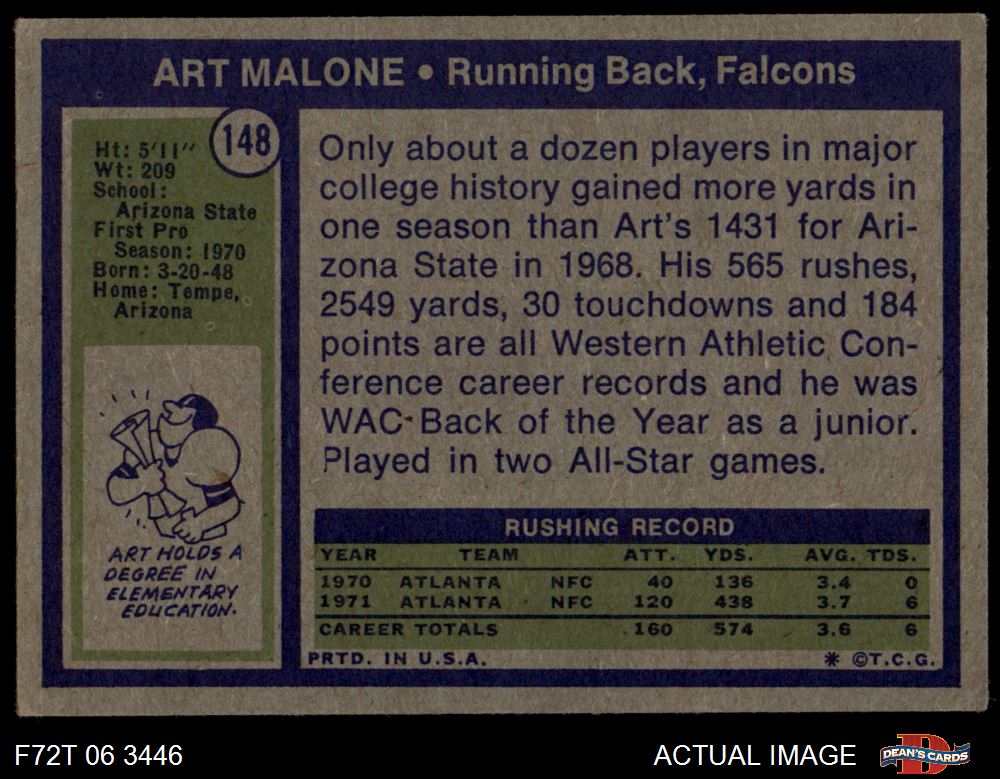 ART MALONE • Running Back, Falcons
148
Ht: 5'11"
Wt: 209
School:
Arizona State
First Pro
Season: 1970
Born: 3-20-48
Home: Tempe,
Arizona
ART HOLDS A
DEGREE IN
ELEMENTARY
EDUCATION.
Only about a dozen players in major
college history gained more yards in
one season than Art's 1431 for Ari-
zona State in 1968. His 565 rushes,
2549 yards, 30 touchdowns and 184
points are all Western Athletic Con-
ference career records and he was
WAC Back of the Year as a junior.
Played in two All-Star games.
RUSHING RECORD
YEAR TEAM ATT. YDS. AVG. TDS.
1970 ATLANTA NFC 40 136 3.4 0
1971 ATLANTA NFC 120 438 3.7 6
CAREER TOTALS 160 574 3.6 6
PRTD. IN U.S.A. * ©T.C.G.
F72T 06 3446 ACTUAL IMAGE DEAN'S CARDS